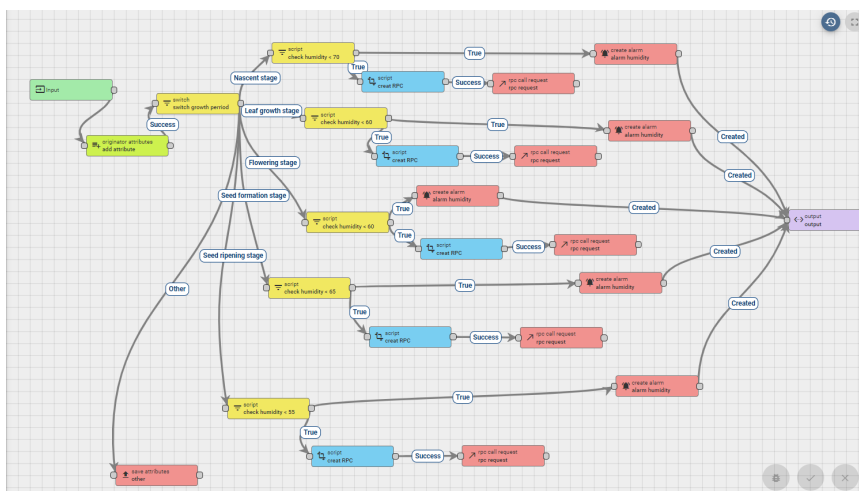 script
check humidity < 70
True
create alarm
alarm humidity
True
Nascent stage
script
creat RPC
Success
rpc call request
rpc request
input
switch
switch growth period
Leaf growth stage
script
check humidity < 60
True
create alarm
alarm humidity
Success
True
Created
originator attributes
add attribute
script
creat RPC
Success
rpc call request
rpc request
Flowering stage
Created
Seed formation stage
create alarm
alarm humidity
True
Created
script
check humidity < 60
output
output
True
script
creat RPC
Success
rpc call request
rpc request
Created
Seed ripening stage
Other
script
check humidity < 65
True
create alarm
alarm humidity
Created
True
script
creat RPC
Success
rpc call request
rpc request
create alarm
alarm humidity
True
script
check humidity < 55
True
script
creat RPC
Success
rpc call request
rpc request
save attributes
other